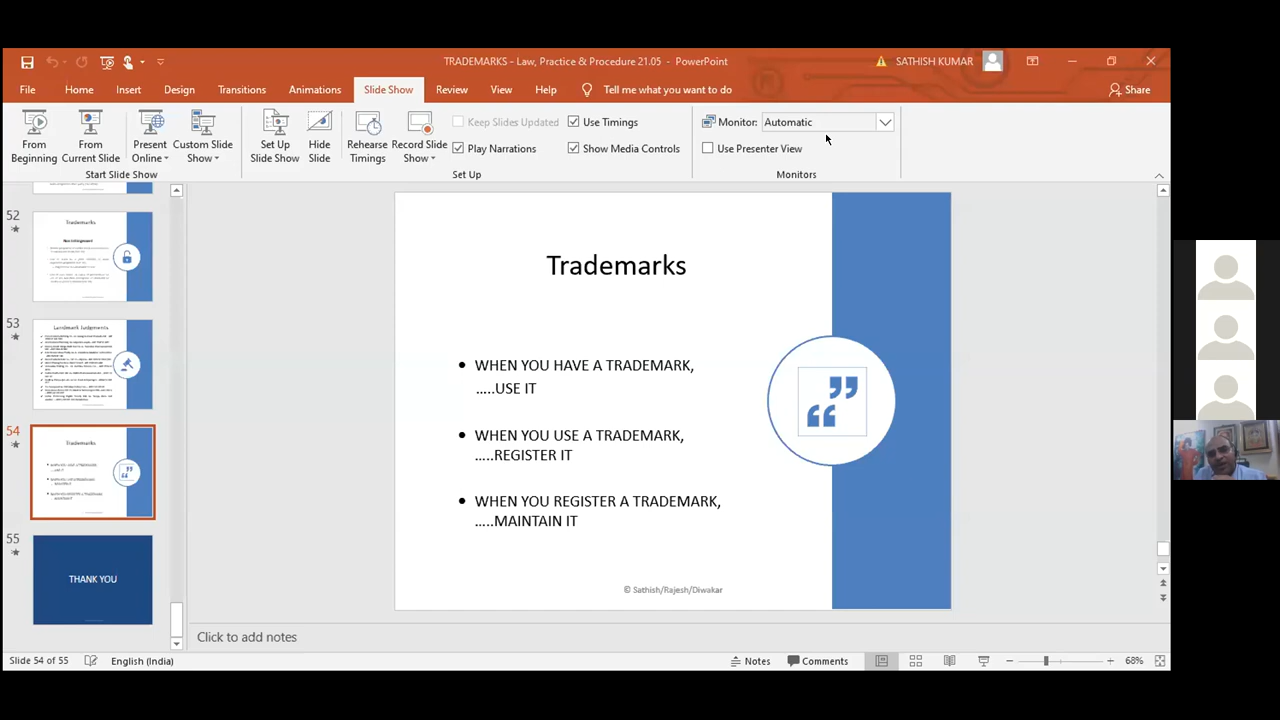 TRADEMARKS - Law, Practice & Procedure 21.05 - PowerPoint
SATHISH KUMAR
File
Home
Insert
Design
Transitions
Animations
Slide Show
Review
View
Help
Tell me what you want to do
Share
From Beginning
From Current Slide
Present Online
Custom Slide Show
Start Slide Show
Set Up Slide Show
Hide Slide
Rehearse Timings
Record Slide Show
Keep Slides Updated
Play Narrations
Use Timings
Show Media Controls
Set Up
Monitor: Automatic
Use Presenter View
Monitors
52
Trademarks
53
Landmark Judgments
54
Trademarks
55
THANK YOU
Trademarks
• WHEN YOU HAVE A TRADEMARK,
.....USE IT
• WHEN YOU USE A TRADEMARK,
.....REGISTER IT
• WHEN YOU REGISTER A TRADEMARK,
.....MAINTAIN IT
© Sathish/Rajesh/Diwakar
Click to add notes
Slide 54 of 55
English (India)
Notes
Comments
68%